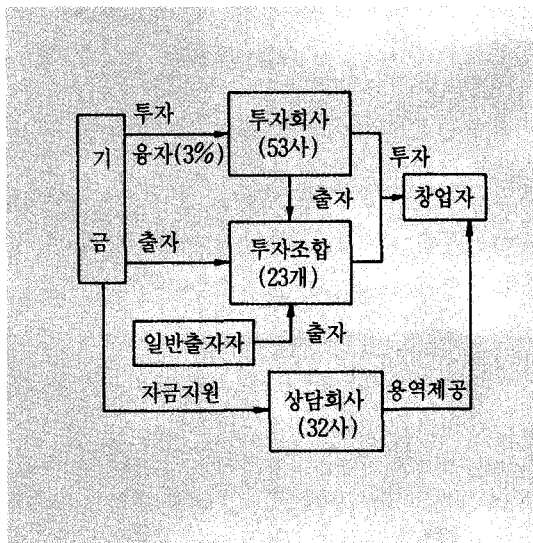 투자
투자회사
(53사)
기
융자(3%)
투자
출자
창업자
금
출자
투자조합
(23개)
일반출자자
출자
자금지원
상담회사
(32사)
용역제공